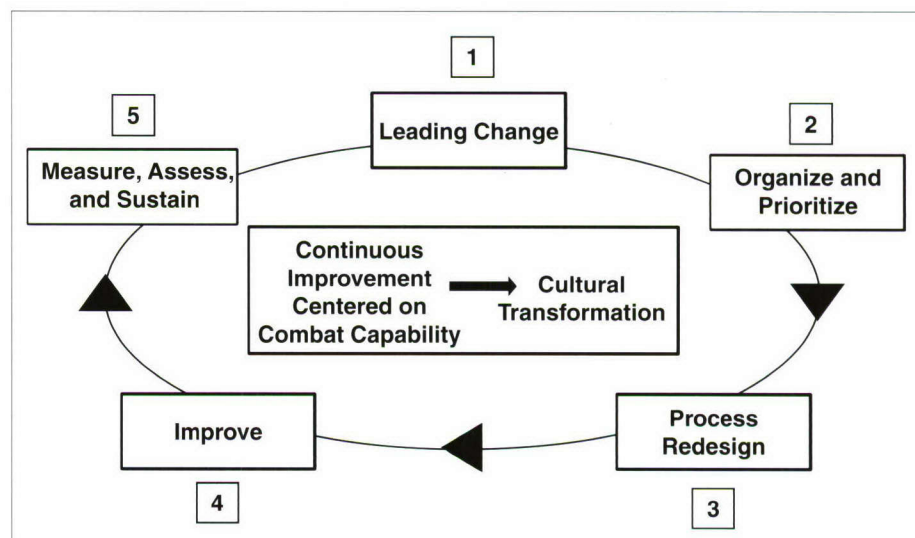 1
Leading Change
2
Organize and
Prioritize
3
Process
Redesign
4
Improve
5
Measure, Assess,
and Sustain
Continuous
Improvement
Centered on
Combat Capability
Cultural
Transformation